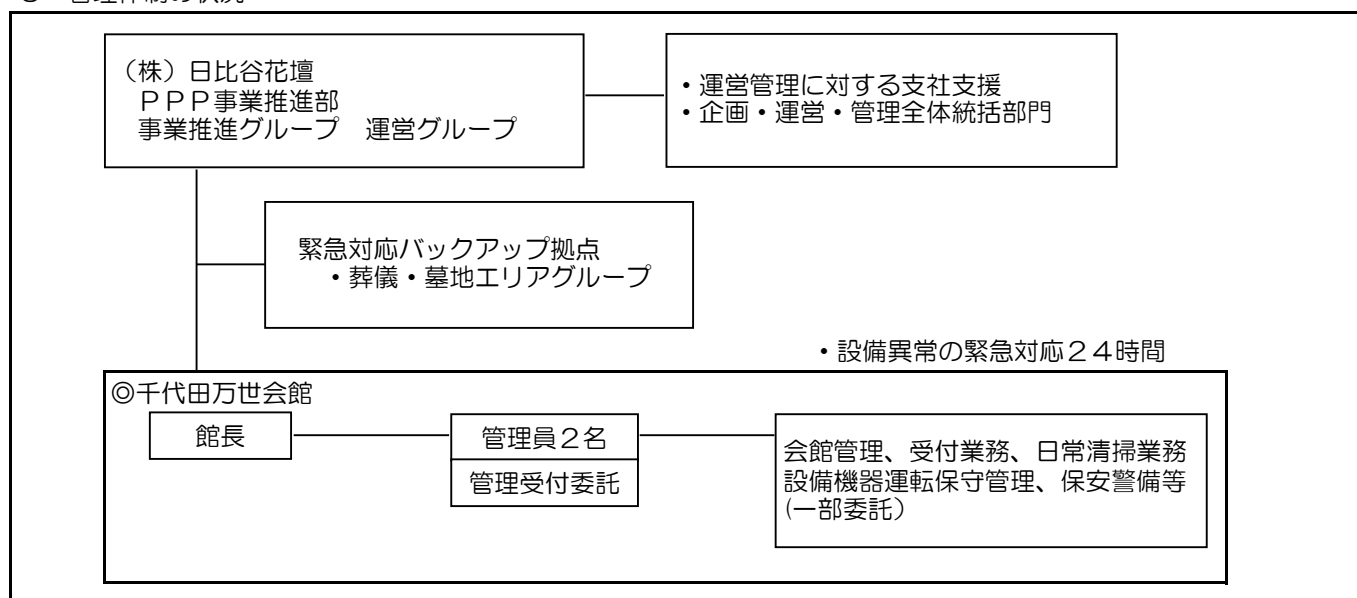 （株）日比谷花壇
ＰＰＰ事業推進部
事業推進グループ　運営グループ
・運営管理に対する支社支援
・企画・運営・管理全体統括部門
緊急対応バックアップ拠点
・葬儀・墓地エリアグループ
・設備異常の緊急対応２４時間
◎千代田万世会館
館長
管理員２名
管理受付委託
会館管理、受付業務、日常清掃業務
設備機器運転保守管理、保安警備等
(一部委託）